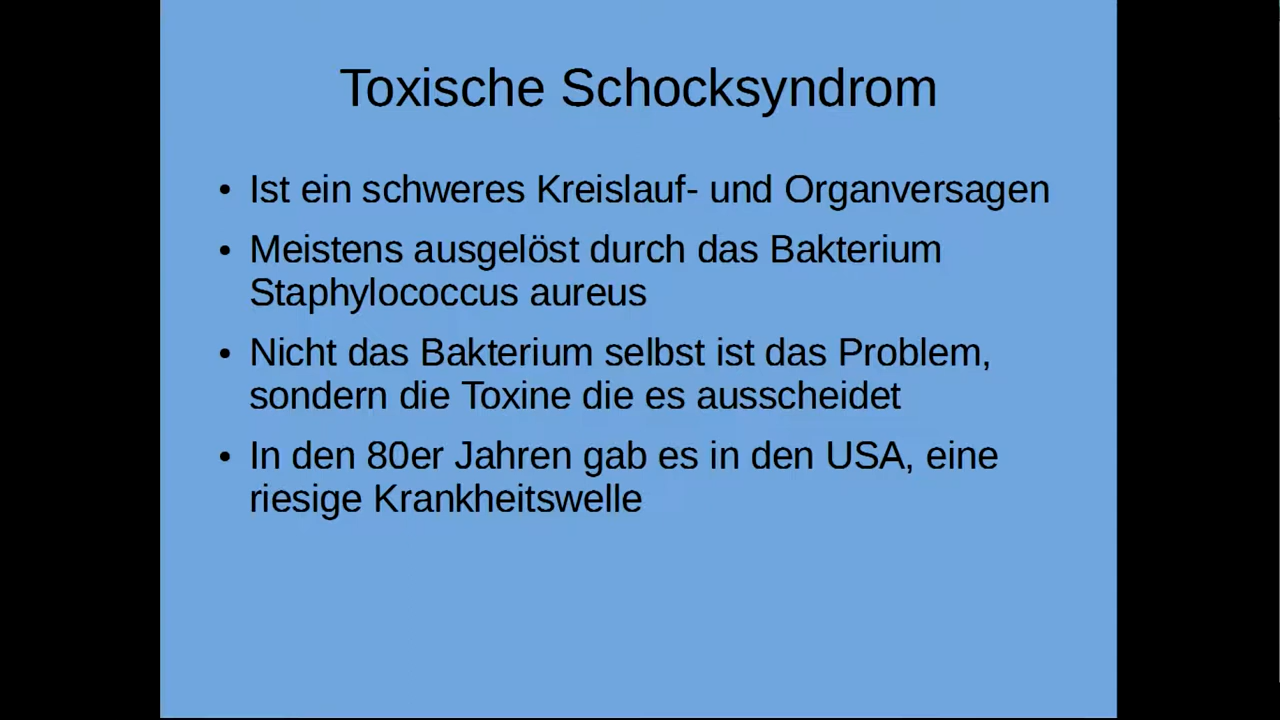 Toxische Schocksyndrom
• Ist ein schweres Kreislauf- und Organversagen
• Meistens ausgelöst durch das Bakterium
Staphylococcus aureus
• Nicht das Bakterium selbst ist das Problem,
sondern die Toxine die es ausscheidet
• In den 80er Jahren gab es in den USA, eine
riesige Krankheitswelle